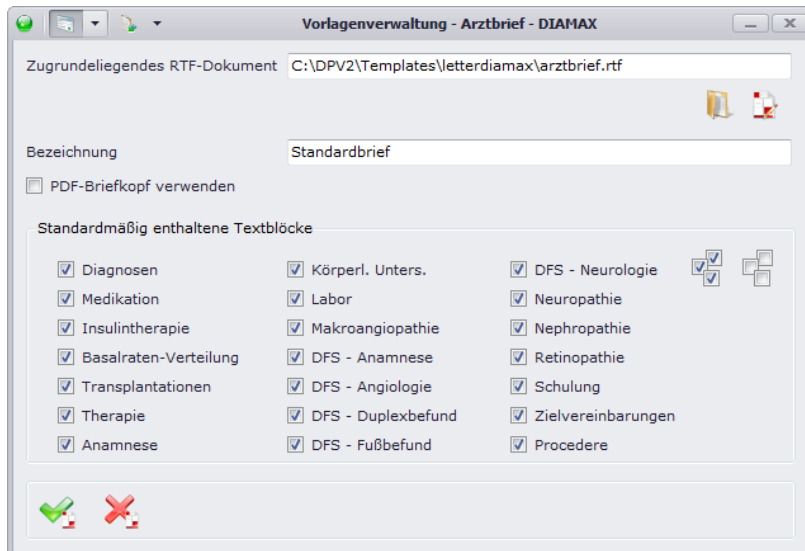 Vorlagenverwaltung - Arztbrief - DIAMAX
Zugrundeliegendes RTF-Dokument C:\DPV2\Templates\letterdiamax\arztbrief.rtf
Bezeichnung Standardbrief
PDF-Briefkopf verwenden
Standardmäßig enthaltene Textblöcke
Diagnosen Körperl. Unters. DFS - Neurologie
Medikation Labor Neuropathie
Insulintherapie Makroangiopathie Nephropathie
Basalraten-Verteilung DFS - Anamnese Retinopathie
Transplantationen DFS - Angiologie Schulung
Therapie DFS - Duplexbefund Zielvereinbarungen
Anamnese DFS - Fußbefund Procedere